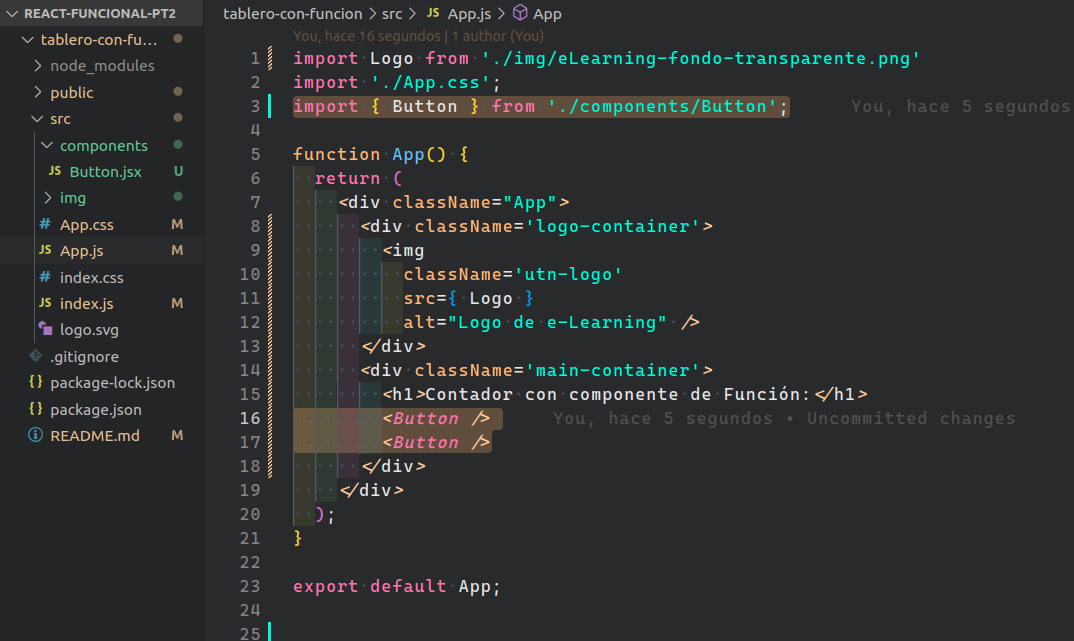 REACT-FUNCIONAL-PT2
tablero-con-fu...
node_modules
public
src
components
JS Button.jsx U
img
# App.css M
JS App.js M
# index.css
JS index.js M
logo.svg
.gitignore
{} package-lock.json
{} package.json
README.md M
tablero-con-funcion > src > JS App.js > App
You, hace 16 segundos | 1 author (You)
1 import Logo from './img/eLearning-fondo-transparente.png'
2 import './App.css';
3 import { Button } from './components/Button'; You, hace 5 segundos
4
5 function App() {
6 return (
7 <div className="App">
8 <div className='logo-container'>
9 <img
10 className='utn-logo'
11 src={ Logo }
12 alt="Logo de e-Learning" />
13 </div>
14 <div className='main-container'>
15 <h1>Contador con componente de Función:</h1>
16 <Button /> You, hace 5 segundos • Uncommitted changes
17 <Button />
18 </div>
19 </div>
20 );
21 }
22
23 export default App;
24
25